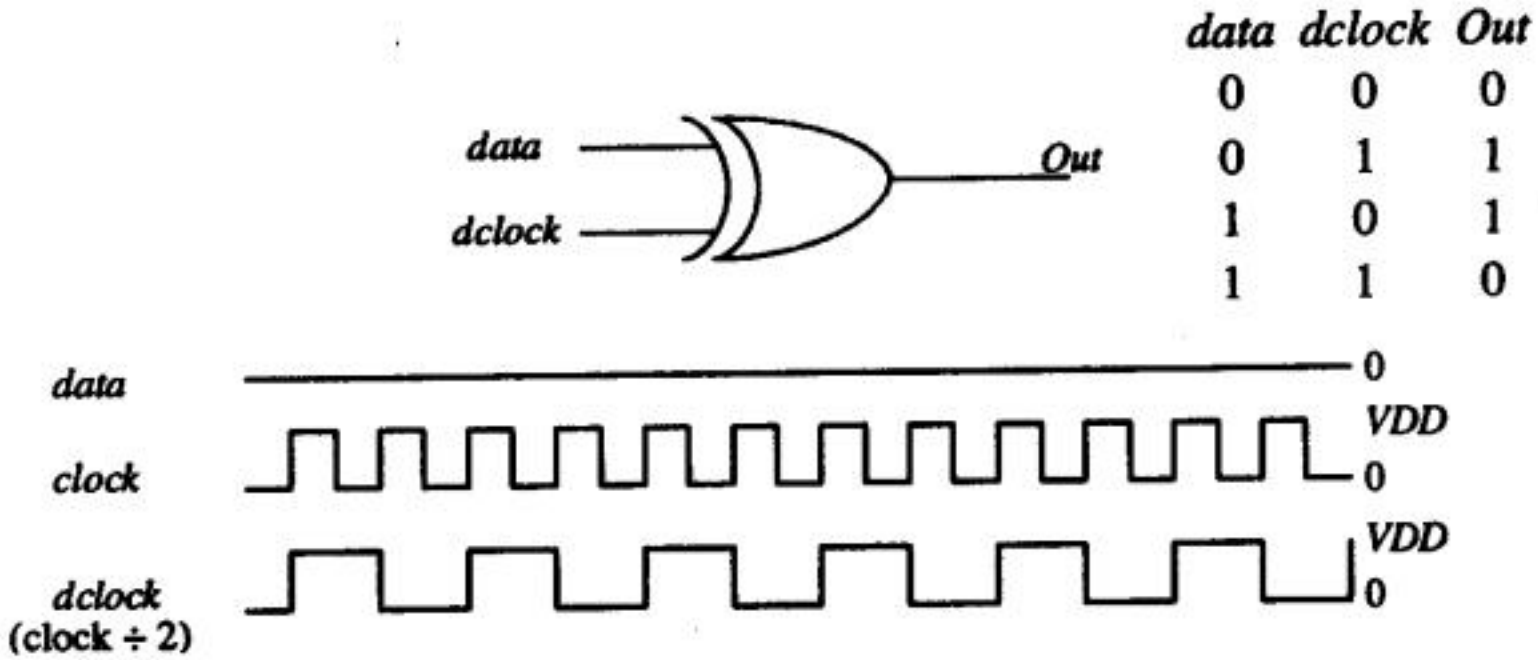 data dclock Out
0 0 0
0 1 1
1 0 1
1 1 0
data
dclock
Out
data
0
clock
VDD
0
dclock
(clock ÷ 2)
VDD
0